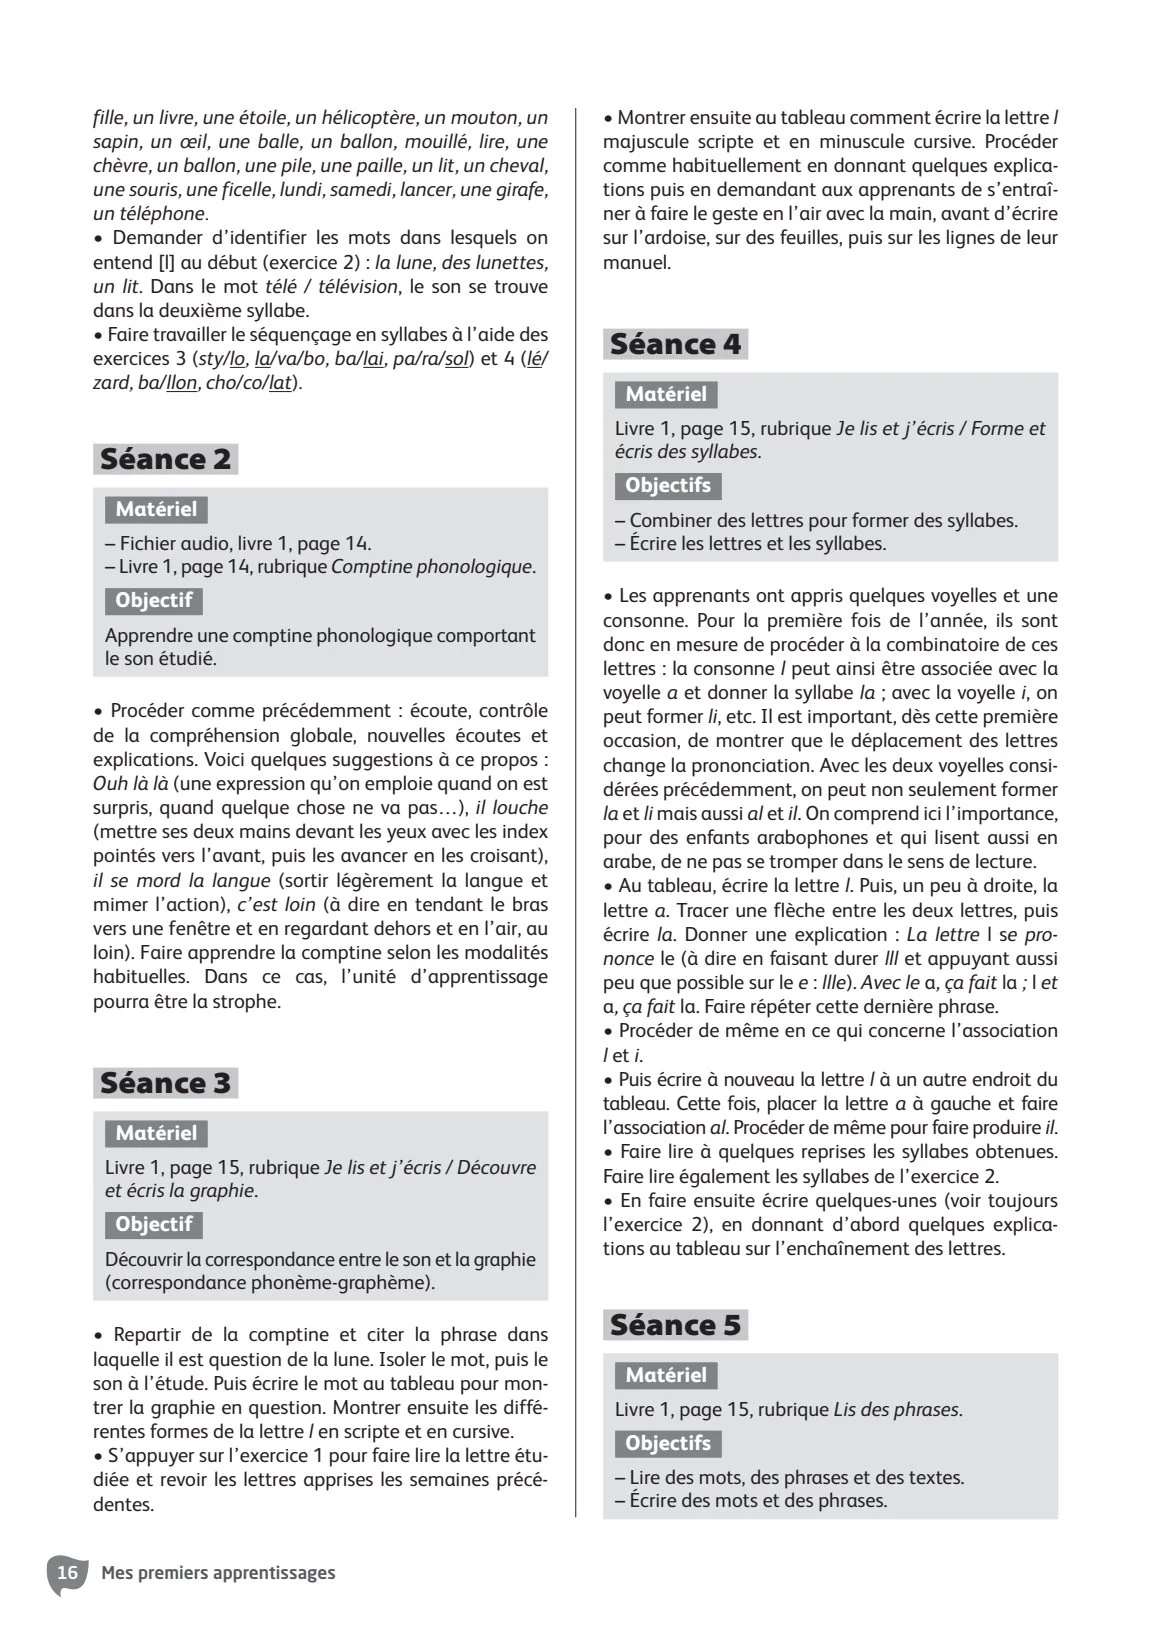 fille, un livre, une étoile, un hélicoptère, un mouton, un
sapin, un œil, une balle, un ballon, mouillé, lire, une
chèvre, un ballon, une pile, une paille, un lit, un cheval,
une souris, une ficelle, lundi, samedi, lancer, une girafe,
un téléphone.
• Demander d’identifier les mots dans lesquels on
entend [l] au début (exercice 2) : la lune, des lunettes,
un lit. Dans le mot télé / télévision, le son se trouve
dans la deuxième syllabe.
• Faire travailler le séquençage en syllabes à l’aide des
exercices 3 (sty/lo, la/va/bo, ba/lai, pa/ra/sol) et 4 (lé/
zard, ba/llon, cho/co/lat).
Séance 2
Matériel
– Fichier audio, livre 1, page 14.
– Livre 1, page 14, rubrique Comptine phonologique.
Objectif
Apprendre une comptine phonologique comportant
le son étudié.
• Procéder comme précédemment : écoute, contrôle
de la compréhension globale, nouvelles écoutes et
explications. Voici quelques suggestions à ce propos :
Ouh là là (une expression qu’on emploie quand on est
surpris, quand quelque chose ne va pas…), il louche
(mettre ses deux mains devant les yeux avec les index
pointés vers l’avant, puis les avancer en les croisant),
il se mord la langue (sortir légèrement la langue et
mimer l’action), c’est loin (à dire en tendant le bras
vers une fenêtre et en regardant dehors et en l’air, au
loin). Faire apprendre la comptine selon les modalités
habituelles. Dans ce cas, l’unité d’apprentissage
pourra être la strophe.
Séance 3
Matériel
Livre 1, page 15, rubrique Je lis et j’écris / Découvre
et écris la graphie.
Objectif
Découvrir la correspondance entre le son et la graphie
(correspondance phonème-graphème).
• Repartir de la comptine et citer la phrase dans
laquelle il est question de la lune. Isoler le mot, puis le
son à l’étude. Puis écrire le mot au tableau pour mon-
trer la graphie en question. Montrer ensuite les diffé-
rentes formes de la lettre l en scripte et en cursive.
• S’appuyer sur l’exercice 1 pour faire lire la lettre étu-
diée et revoir les lettres apprises les semaines précé-
dentes.
• Montrer ensuite au tableau comment écrire la lettre l
majuscule scripte et en minuscule cursive. Procéder
comme habituellement en donnant quelques explica-
tions puis en demandant aux apprenants de s’entraî-
ner à faire le geste en l’air avec la main, avant d’écrire
sur l’ardoise, sur des feuilles, puis sur les lignes de leur
manuel.
Séance 4
Matériel
Livre 1, page 15, rubrique Je lis et j’écris / Forme et
écris des syllabes.
Objectifs
– Combiner des lettres pour former des syllabes.
– Écrire les lettres et les syllabes.
• Les apprenants ont appris quelques voyelles et une
consonne. Pour la première fois de l’année, ils sont
donc en mesure de procéder à la combinatoire de ces
lettres : la consonne l peut ainsi être associée avec la
voyelle a et donner la syllabe la ; avec la voyelle i, on
peut former li, etc. Il est important, dès cette première
occasion, de montrer que le déplacement des lettres
change la prononciation. Avec les deux voyelles consi-
dérées précédemment, on peut non seulement former
la et li mais aussi al et il. On comprend ici l’importance,
pour des enfants arabophones et qui lisent aussi en
arabe, de ne pas se tromper dans le sens de lecture.
• Au tableau, écrire la lettre l. Puis, un peu à droite, la
lettre a. Tracer une flèche entre les deux lettres, puis
écrire la. Donner une explication : La lettre l se pro-
nonce le (à dire en faisant durer lll et appuyant aussi
peu que possible sur le e : llle). Avec le a, ça fait la ; l et
a, ça fait la. Faire répéter cette dernière phrase.
• Procéder de même en ce qui concerne l’association
l et i.
• Puis écrire à nouveau la lettre l à un autre endroit du
tableau. Cette fois, placer la lettre a à gauche et faire
l’association al. Procéder de même pour faire produire il.
• Faire lire à quelques reprises les syllabes obtenues.
Faire lire également les syllabes de l’exercice 2.
• En faire ensuite écrire quelques-unes (voir toujours
l’exercice 2), en donnant d’abord quelques explica-
tions au tableau sur l’enchaînement des lettres.
Séance 5
Matériel
Livre 1, page 15, rubrique Lis des phrases.
Objectifs
– Lire des mots, des phrases et des textes.
– Écrire des mots et des phrases.
16 Mes premiers apprentissages